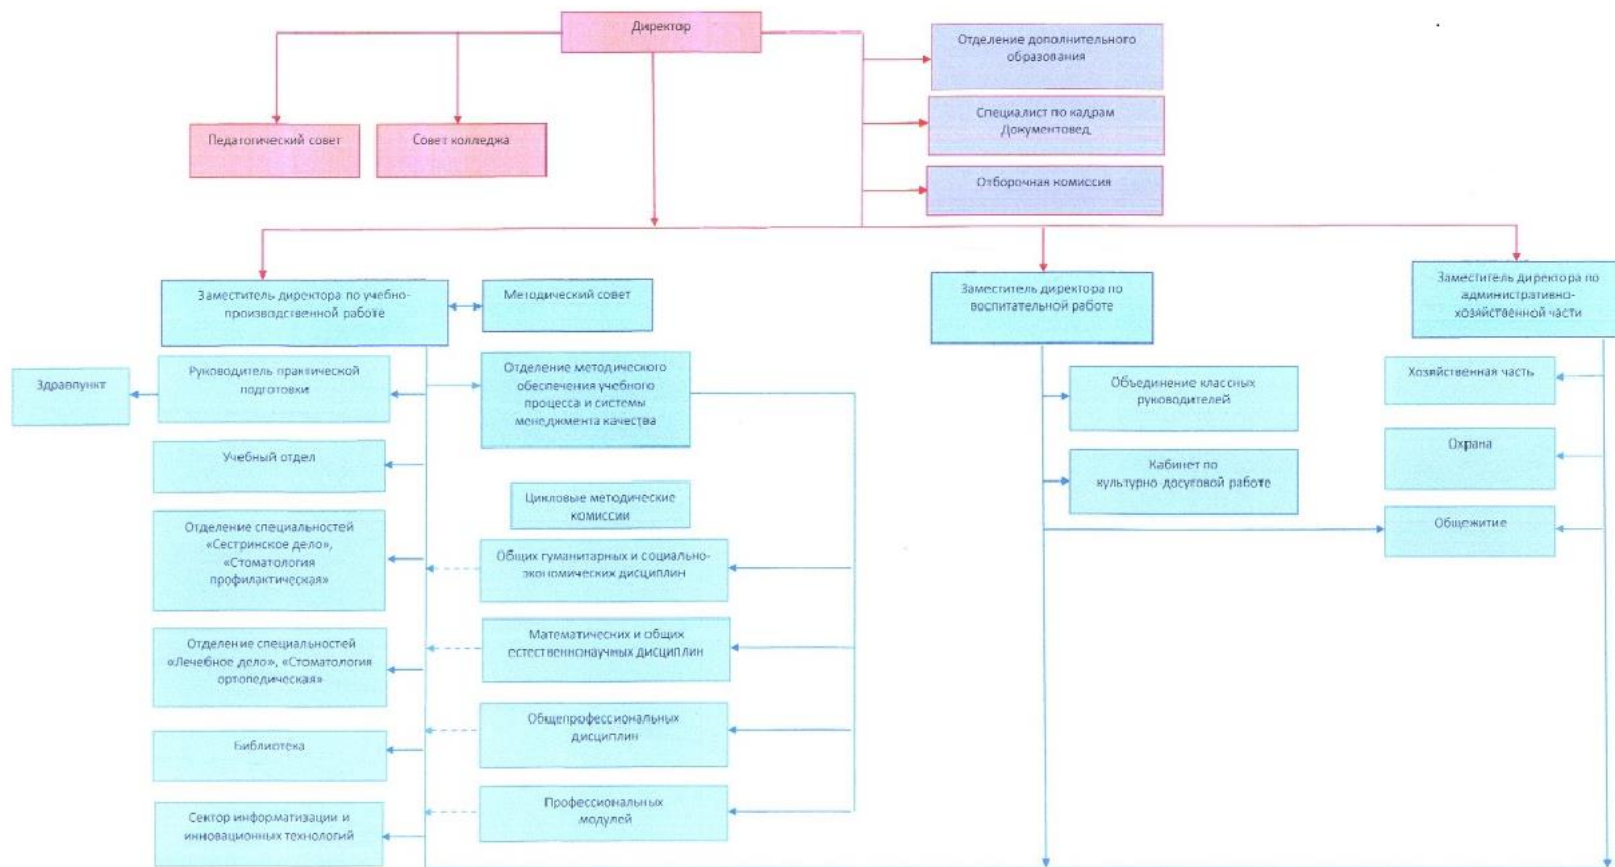 Директор
Отделение дополнительного
образования
Специалист по кадрам
Документовед
Педагогический совет
Совет колледжа
Отборочная комиссия
Заместитель директора по учебно-
производственной работе
Методический совет
Заместитель директора по
воспитательной работе
Заместитель директора по
административно-
хозяйственной части
Здравпункт
Руководитель практической
подготовки
Отделение методического
обеспечения учебного
процесса и системы
менеджмента качества
Объединение классных
руководителей
Хозяйственная часть
Учебный отдел
Охрана
Кабинет по
культурно-досуговой работе
Цикловые методические
комиссии
Общежитие
Отделение специальностей
«Сестринское дело»,
«Стоматология
профилактическая»
Общих гуманитарных и социально-
экономических дисциплин
Отделение специальностей
«Лечебное дело», «Стоматология
ортопедическая»
Математических и общих
естественнонаучных дисциплин
Общепрофессиональных
дисциплин
Библиотека
Профессиональных
модулей
Сектор информатизации и
инновационных технологий